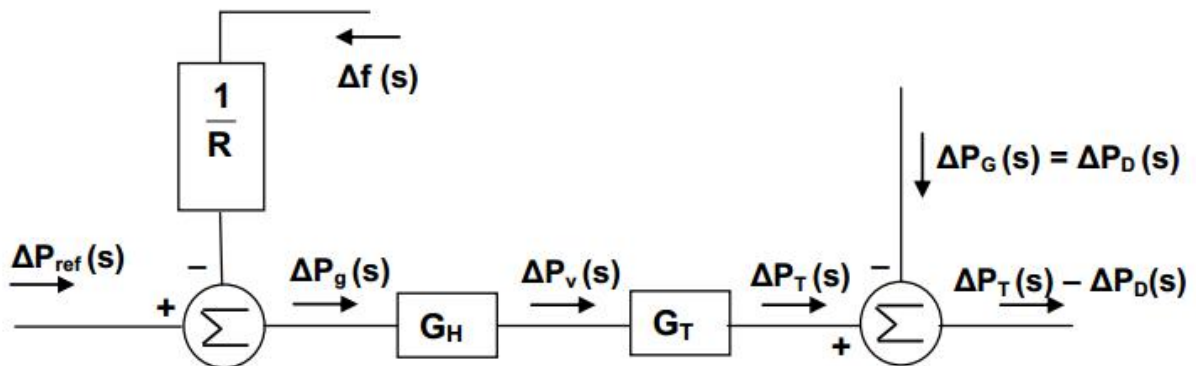 Δf (s)
1
R
ΔP_G (s) = ΔP_D (s)
ΔP_ref (s)
−
ΔP_g (s)
ΔP_v (s)
ΔP_T (s)
−
ΔP_T (s) − ΔP_D(s)
+
Σ
G_H
G_T
+
Σ